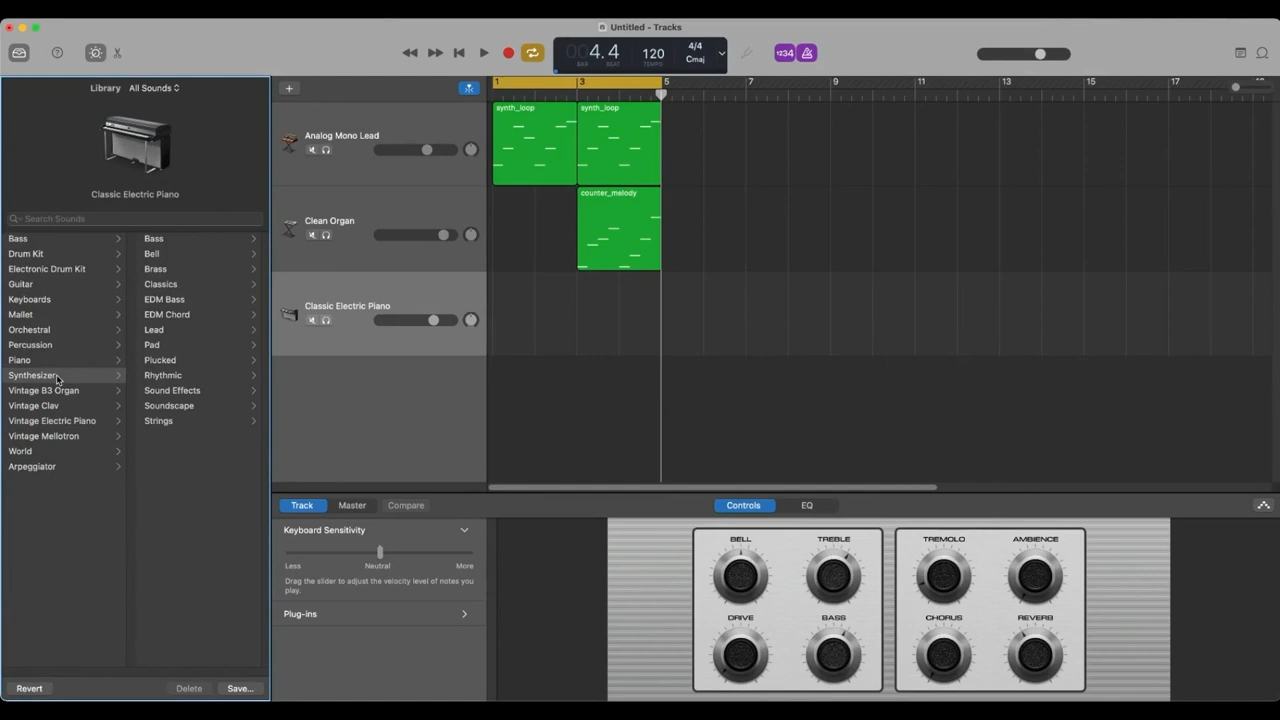 Untitled - Tracks
004.4
BAR
BEAT
120
TEMPO
4/4
Cmaj
1234
Library
All Sounds
Classic Electric Piano
Search Sounds
Bass
Drum Kit
Electronic Drum Kit
Guitar
Keyboards
Mallet
Orchestral
Percussion
Piano
Synthesizer
Vintage B3 Organ
Vintage Clav
Vintage Electric Piano
Vintage Mellotron
World
Arpeggiator
Bass
Bell
Brass
Classics
EDM Bass
EDM Chord
Lead
Pad
Plucked
Rhythmic
Sound Effects
Soundscape
Strings
Revert
Delete
Save...
1 3 5 7 9 11 13 15 17
Analog Mono Lead
synth_loop
synth_loop
Clean Organ
counter_melody
Classic Electric Piano
Track
Master
Compare
Controls
EQ
Keyboard Sensitivity
Less
Neutral
More
Drag the slider to adjust the velocity level of notes you
play.
Plug-ins
BELL
TREBLE
TREMOLO
AMBIENCE
DRIVE
BASS
CHORUS
REVERB